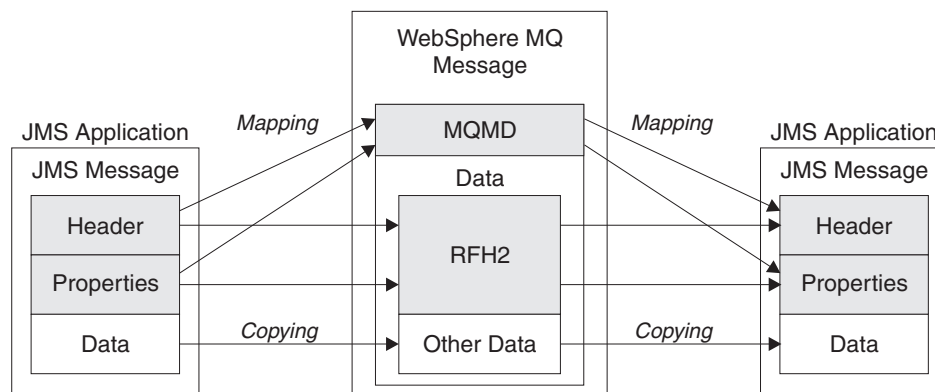 WebSphere MQ
Message
Mapping
MQMD
Mapping
JMS Application
JMS Application
JMS Message
Data
JMS Message
Header
RFH2
Header
Properties
Properties
Data
Copying
Other Data
Copying
Data